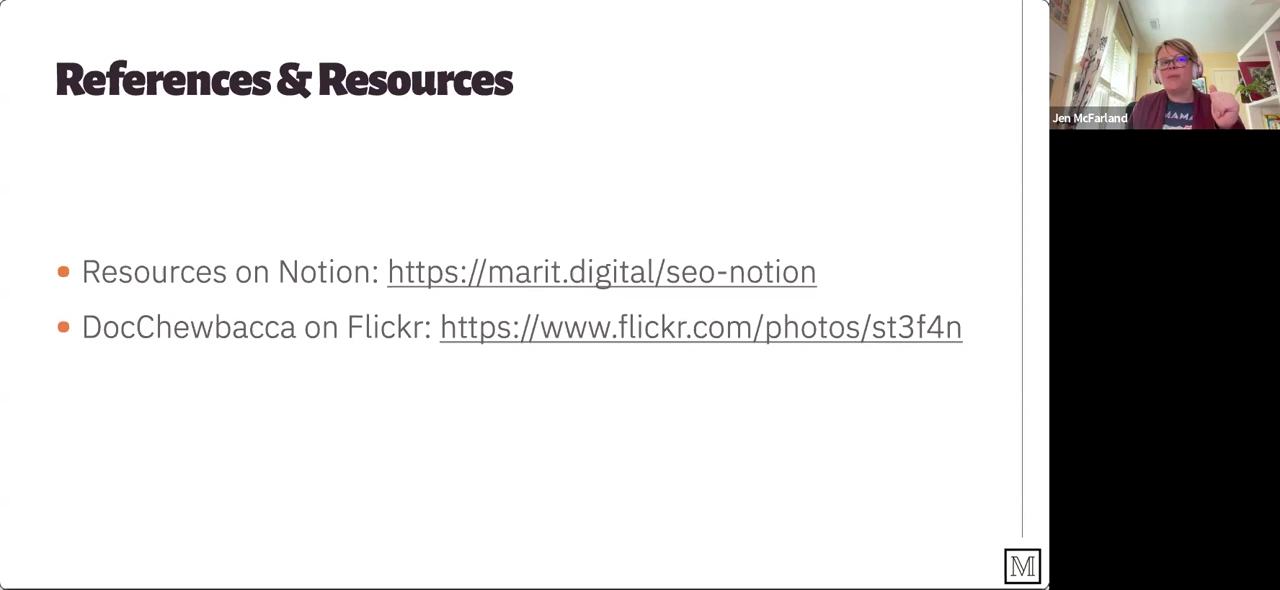 References & Resources
Resources on Notion: https://marit.digital/seo-notion
DocChewbacca on Flickr: https://www.flickr.com/photos/st3f4n
M
Jen McFarland
MAMA